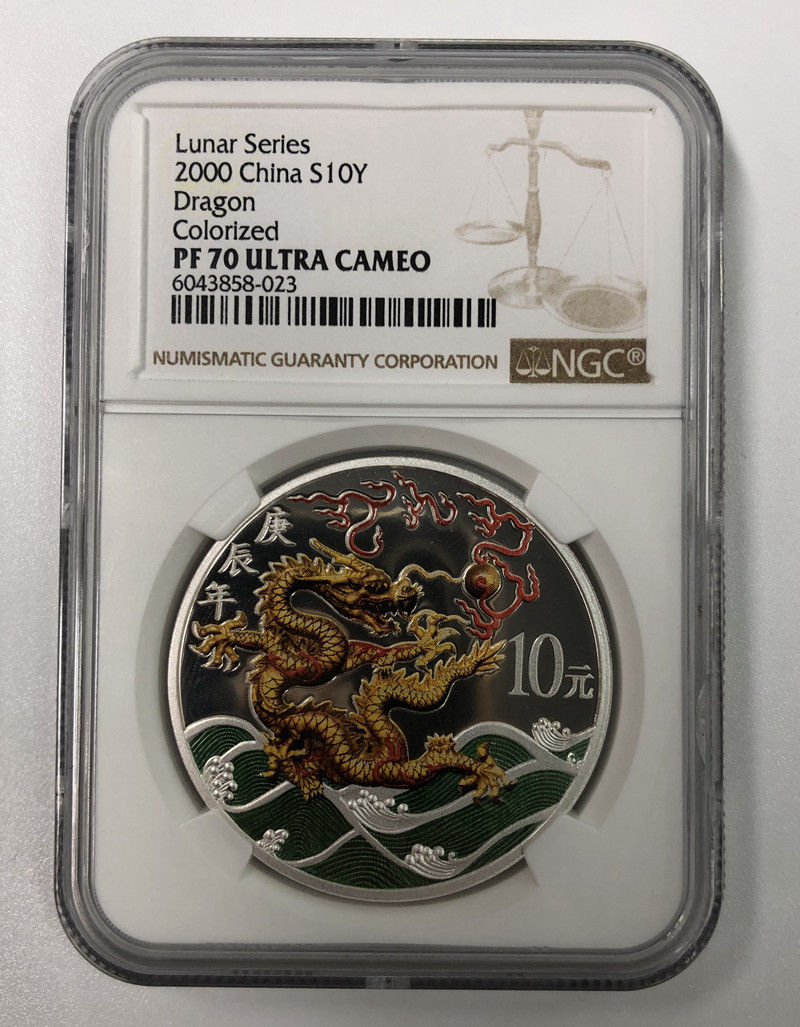 Lunar Series
2000 China S10Y
Dragon
Colorized
PF 70 ULTRA CAMEO
6043858-023
NUMISMATIC GUARANTY CORPORATION
NGC®
庚辰年
10元